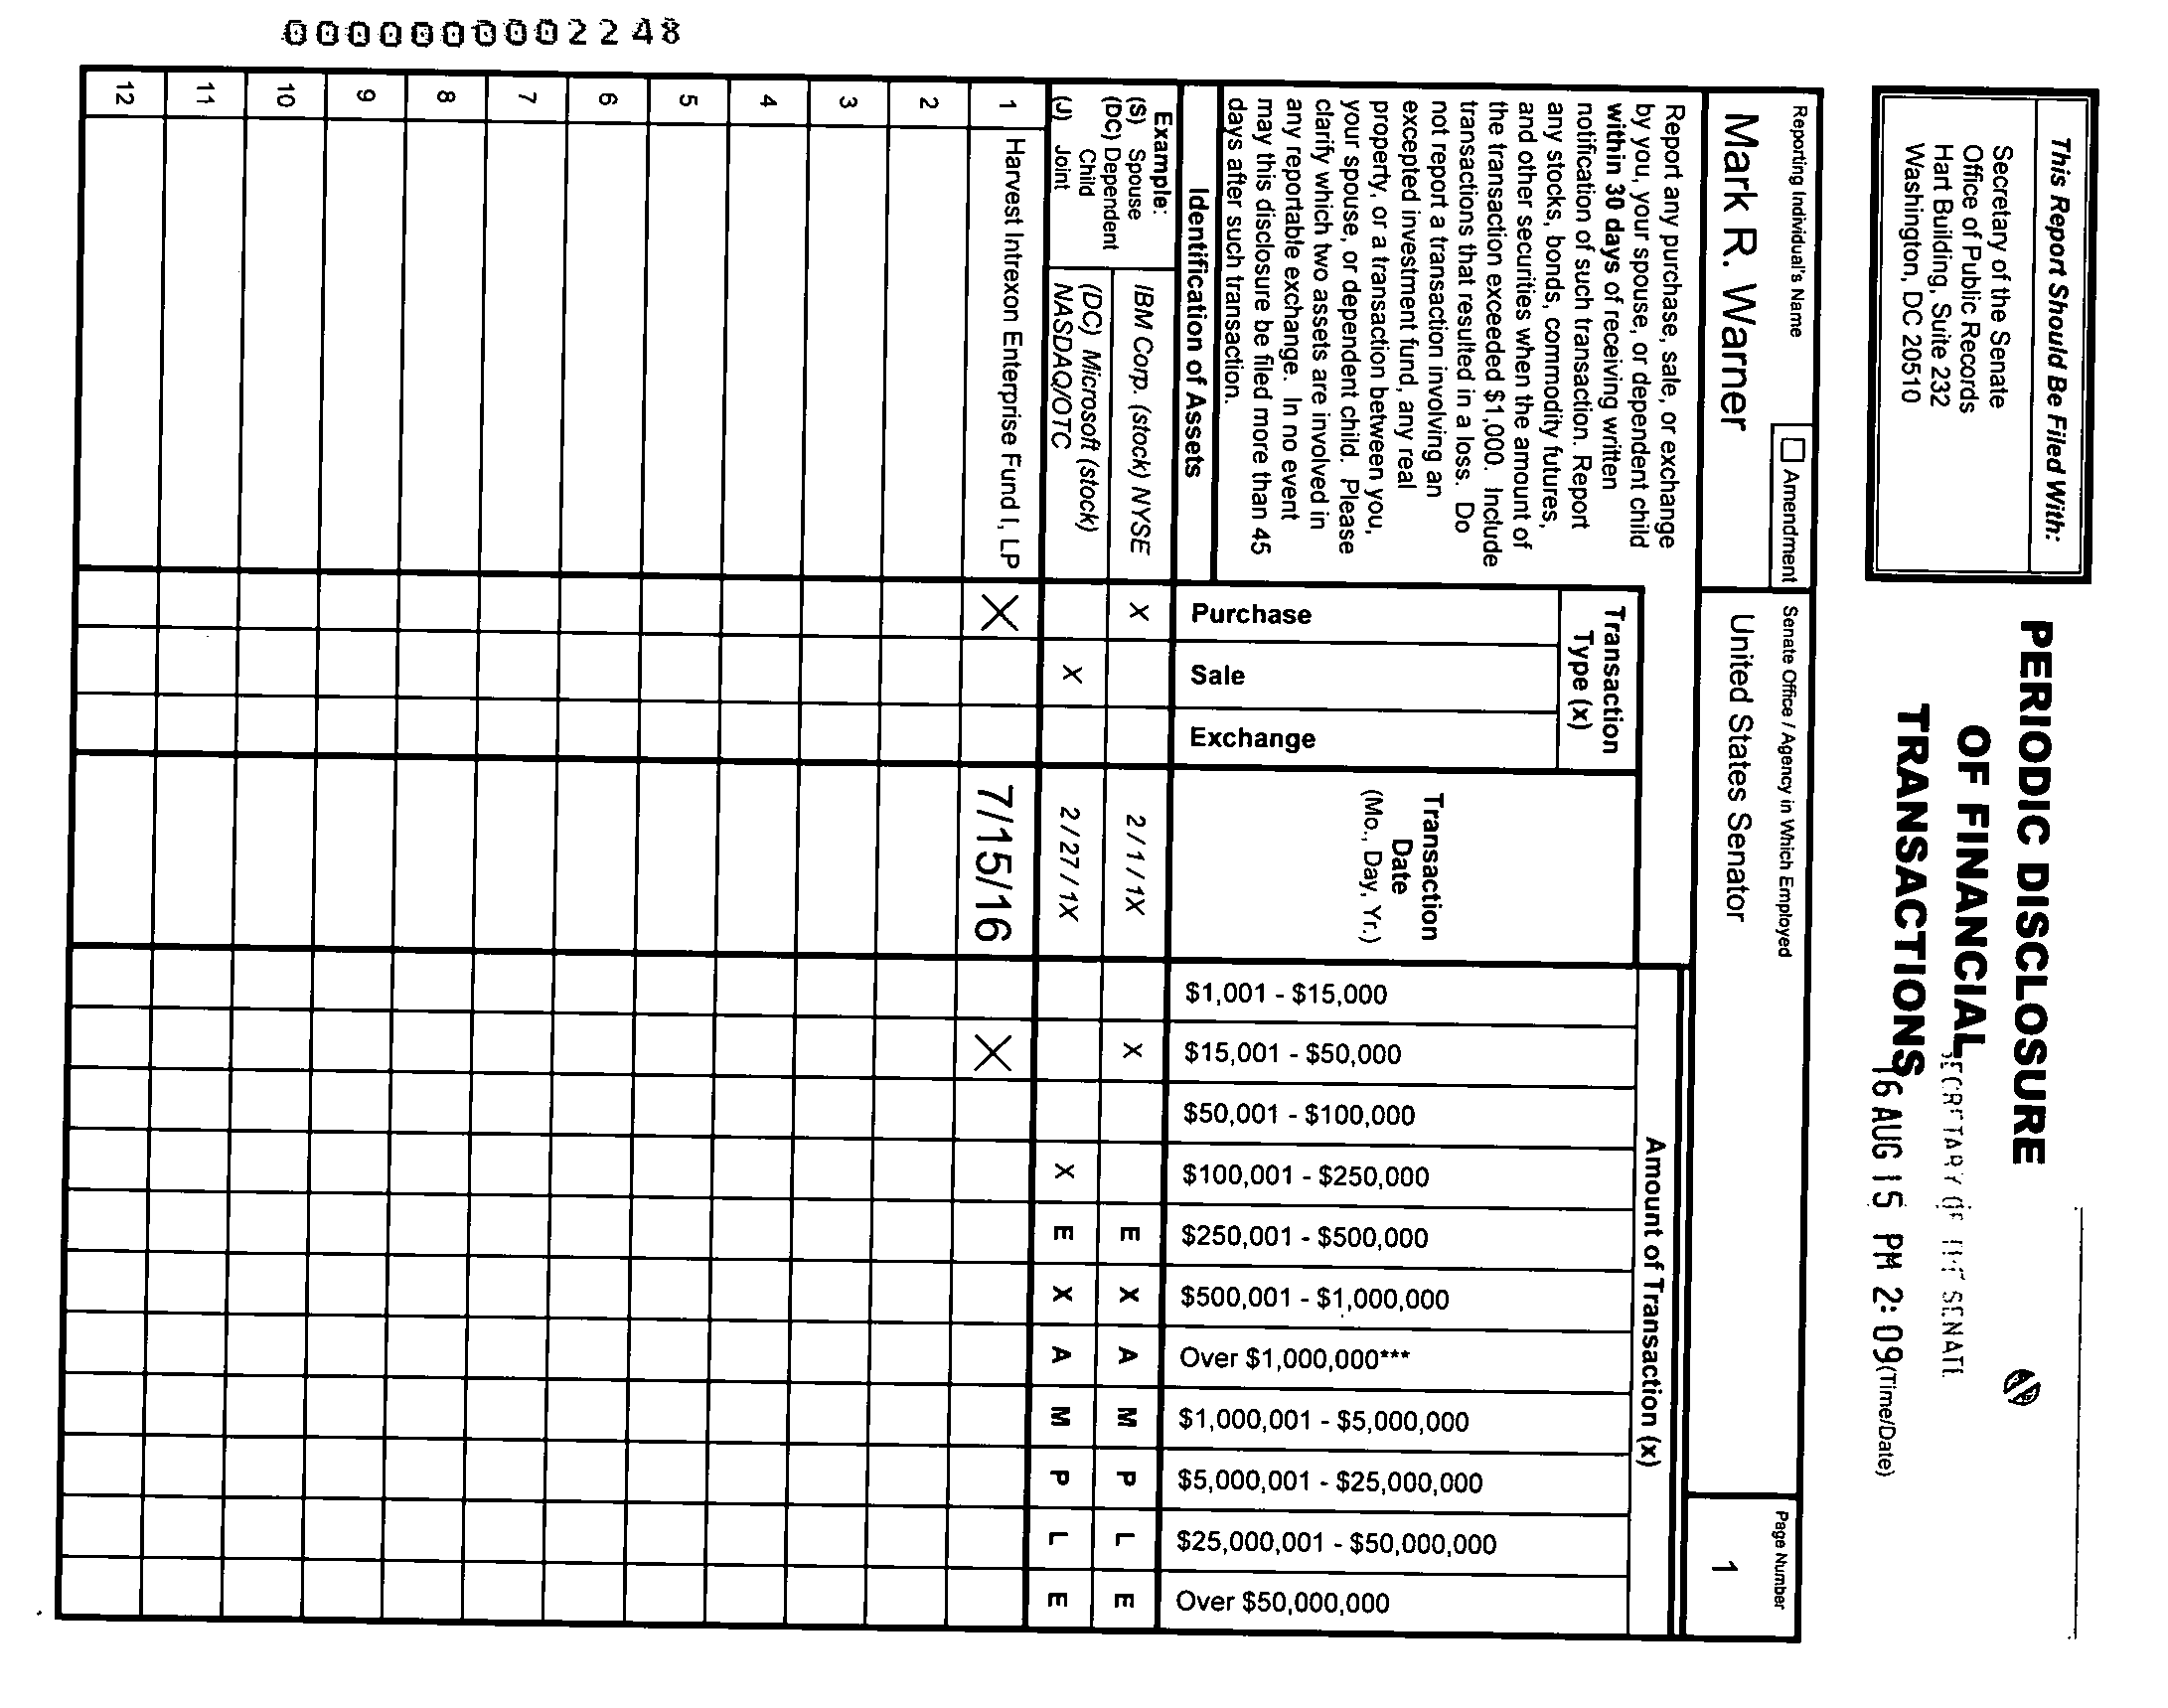 This Report Should Be Filed With:
Secretary of the Senate
Office of Public Records
Hart Building, Suite 232
Washington, DC 20510
PERIODIC DISCLOSURE
OF FINANCIAL
TRANSACTIONS
SECRETARY OF THE SENATE
16 AUG 15 PM 2:09 (Time/Date)
Reporting Individual's Name
Amendment
Mark R. Warner
Senate Office / Agency in Which Employed
United States Senator
Page Number
1
Report any purchase, sale, or exchange
by you, your spouse, or dependent child
within 30 days of receiving written
notification of such transaction. Report
any stocks, bonds, commodity futures,
and other securities when the amount of
the transaction exceeded $1,000. Include
transactions that resulted in a loss. Do
not report a transaction involving an
excepted investment fund, any real
property, or a transaction between you,
your spouse, or dependent child. Please
clarify which two assets are involved in
any reportable exchange. In no event
may this disclosure be filed more than 45
days after such transaction.
Identification of Assets
Transaction
Type (x)
Purchase
Sale
Exchange
Transaction
Date
(Mo., Day, Yr.)
Amount of Transaction (x)
$1,001 - $15,000
$15,001 - $50,000
$50,001 - $100,000
$100,001 - $250,000
$250,001 - $500,000
$500,001 - $1,000,000
Over $1,000,000***
$1,000,001 - $5,000,000
$5,000,001 - $25,000,000
$25,000,001 - $50,000,000
Over $50,000,000
Example:
(S) Spouse
(DC) Dependent
Child
(J) Joint
IBM Corp. (stock) NYSE X 2 / 1 / 1X X E X A M P L E
(DC) Microsoft (stock)
NASDAQ/OTC X 2 / 27 / 1X X E X A M P L E
1 Harvest Intrexon Enterprise Fund I, LP X 7/15/16 X
2
3
4
5
6
7
8
9
10
11
12
000000002248